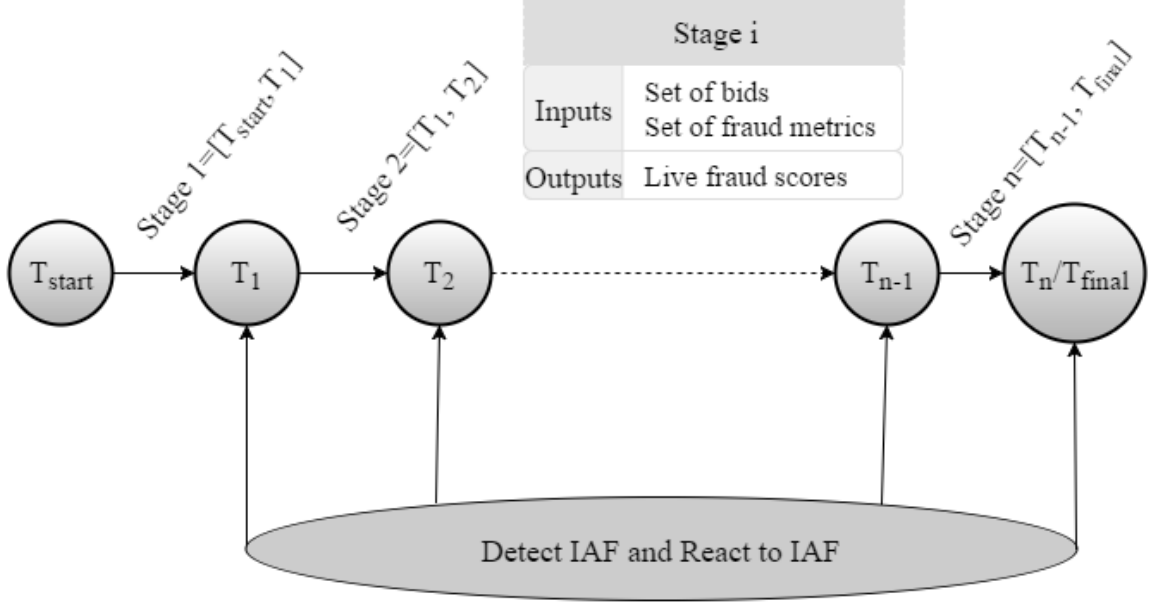 Stage i
Inputs
Set of bids
Set of fraud metrics
Outputs
Live fraud scores
Stage 1=[Tstart,T1]
Stage 2=[T1, T2]
Stage n=[Tn-1, Tfinal]
Tstart
T1
T2
Tn-1
Tn/Tfinal
Detect IAF and React to IAF